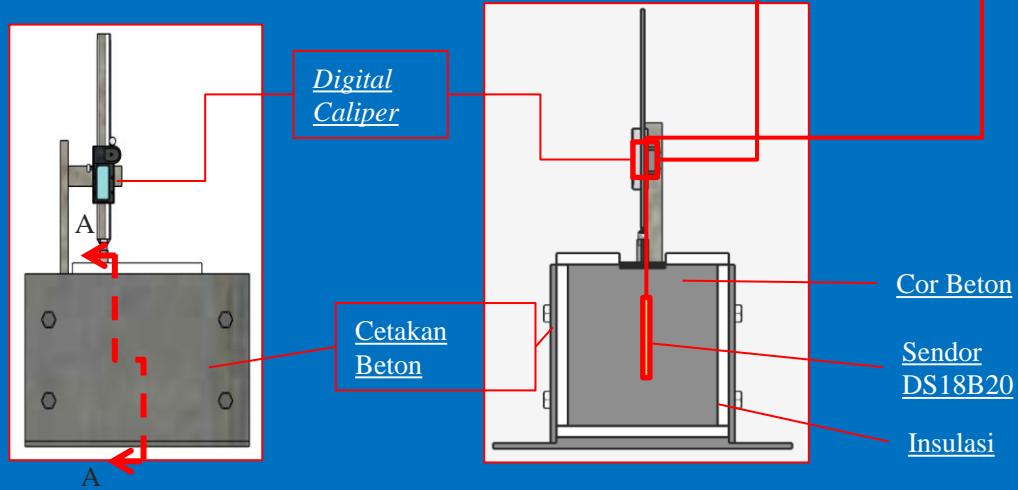 Digital
Caliper
A
Cor Beton
Cetakan
Beton
Sendor
DS18B20
Insulasi
A